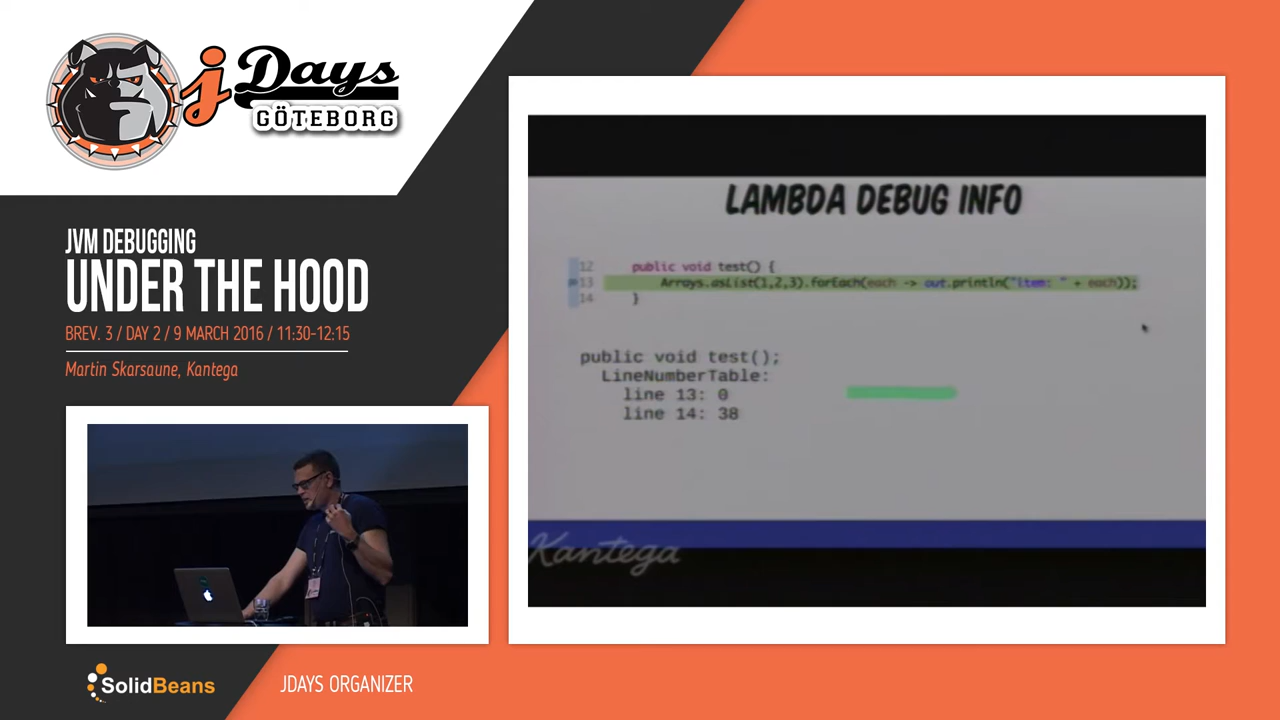 j Days
GÖTEBORG
JVM DEBUGGING
UNDER THE HOOD
BREV. 3 / DAY 2 / 9 MARCH 2016 / 11:30-12:15
Martin Skarsaune, Kantega
LAMBDA DEBUG INFO
12 public void test() {
13 Arrays.asList(1,2,3).forEach(each -> out.println("item: " + each));
14 }
public void test();
LineNumberTable:
line 13: 0
line 14: 38
Kantega
SolidBeans
JDAYS ORGANIZER